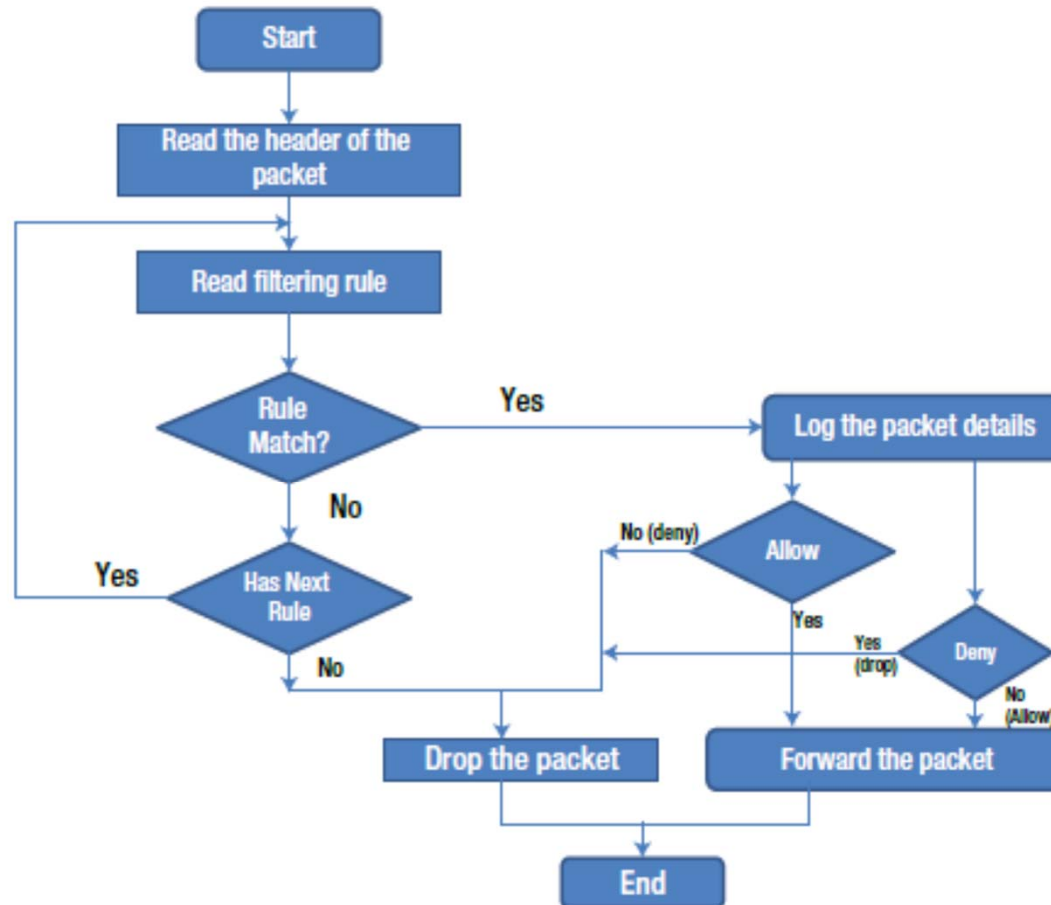 Start
Read the header of the
packet
Read filtering rule
Rule
Match?
Yes
Log the packet details
No
No (deny)
Allow
Yes
Has Next
Rule
Yes
Yes
(drop)
Deny
No
No
(Allow)
Drop the packet
Forward the packet
End